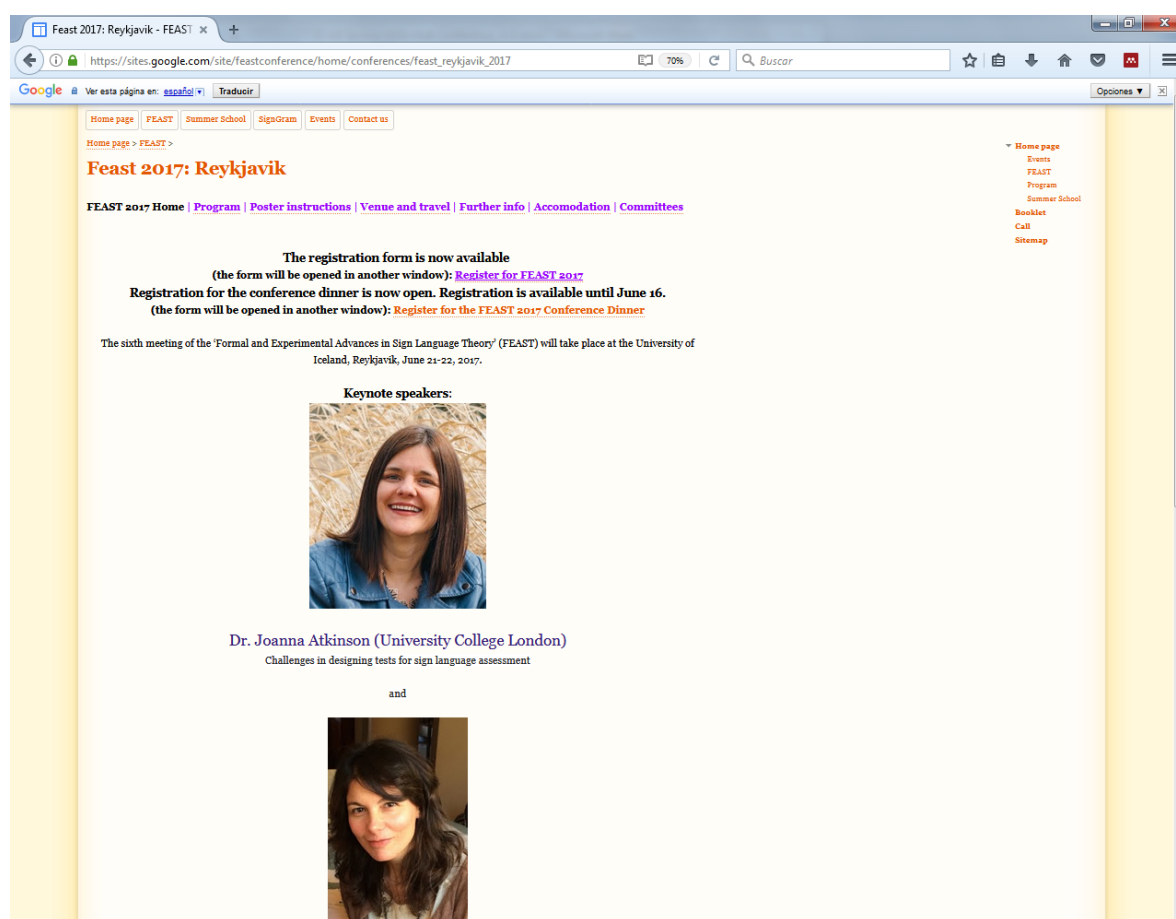 Feast 2017: Reykjavik - FEAST
https://sites.google.com/site/feastconference/home/conferences/feast_reykjavik_2017
70%
Buscar
Google
Ver esta página en: español
Traducir
Opciones ▼
Home page
FEAST
Summer School
SignGram
Events
Contact us
Home page > FEAST >
Feast 2017: Reykjavik
FEAST 2017 Home | Program | Poster instructions | Venue and travel | Further info | Accomodation | Committees
The registration form is now available
(the form will be opened in another window): Register for FEAST 2017
Registration for the conference dinner is now open. Registration is available until June 16.
(the form will be opened in another window): Register for the FEAST 2017 Conference Dinner
The sixth meeting of the 'Formal and Experimental Advances in Sign Language Theory' (FEAST) will take place at the University of
Iceland, Reykjavik, June 21-22, 2017.
Keynote speakers:
Dr. Joanna Atkinson (University College London)
Challenges in designing tests for sign language assessment
and
Home page
Events
FEAST
Program
Summer School
Booklet
Call
Sitemap